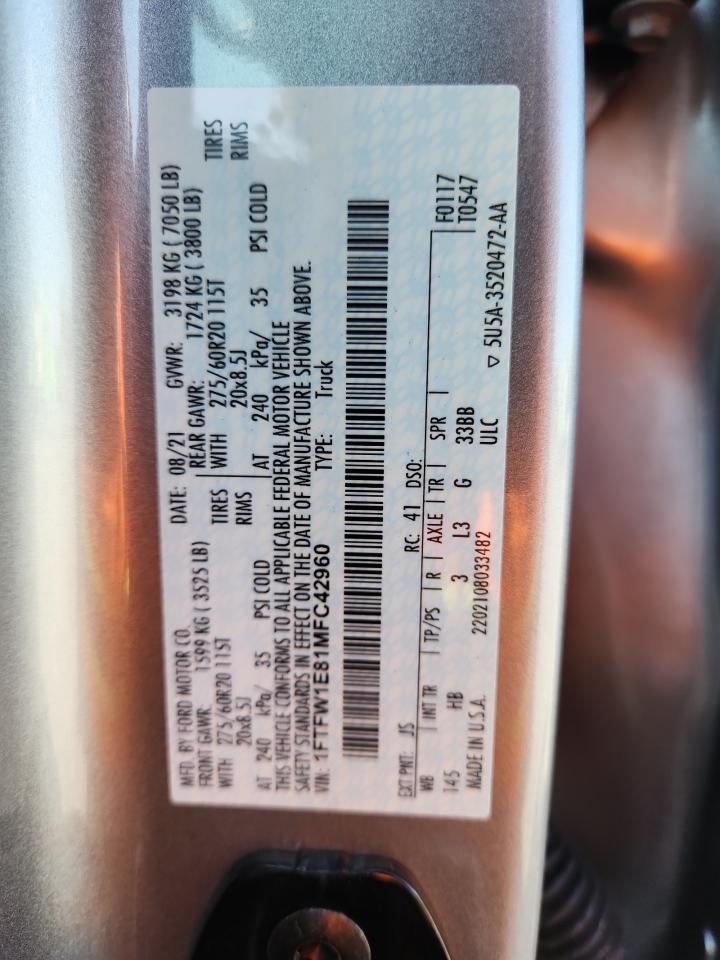 MFD. BY FORD MOTOR CO. DATE: 08/21 GVWR: 3198 KG ( 7050 LB)
FRONT GAWR: 1599 KG ( 3525 LB) REAR GAWR: 1724 KG ( 3800 LB)
WITH 275/60R20 115T TIRES WITH 275/60R20 115T TIRES
20x8.5J RIMS 20x8.5J RIMS
AT 240 kPa/ 35 PSI COLD AT 240 kPa/ 35 PSI COLD
THIS VEHICLE CONFORMS TO ALL APPLICABLE FEDERAL MOTOR VEHICLE
SAFETY STANDARDS IN EFFECT ON THE DATE OF MANUFACTURE SHOWN ABOVE.
VIN: 1FTFW1E81MFC42960 TYPE: Truck
EXT PNT: JS RC: 41 DSO: F0117
WB INT TR TP/PS R AXLE TR SPR T0547
145 HB 3 L3 G 33BB
MADE IN U.S.A. 2202108033482 ULC ▽ 5U5A-3520472-AA